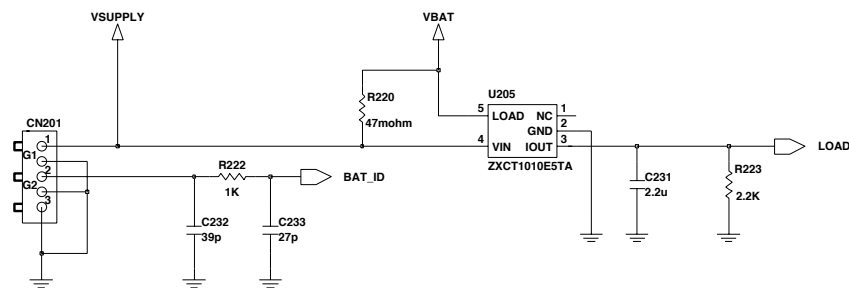 VSUPPLY
VBAT
R220
47mohm
U205
5 LOAD NC 1
GND 2
4 VIN IOUT 3
ZXCT1010E5TA
LOAD
CN201
1
G1
2
G2
3
R222
1K
BAT_ID
C232
39p
C233
27p
C231
2.2u
R223
2.2K